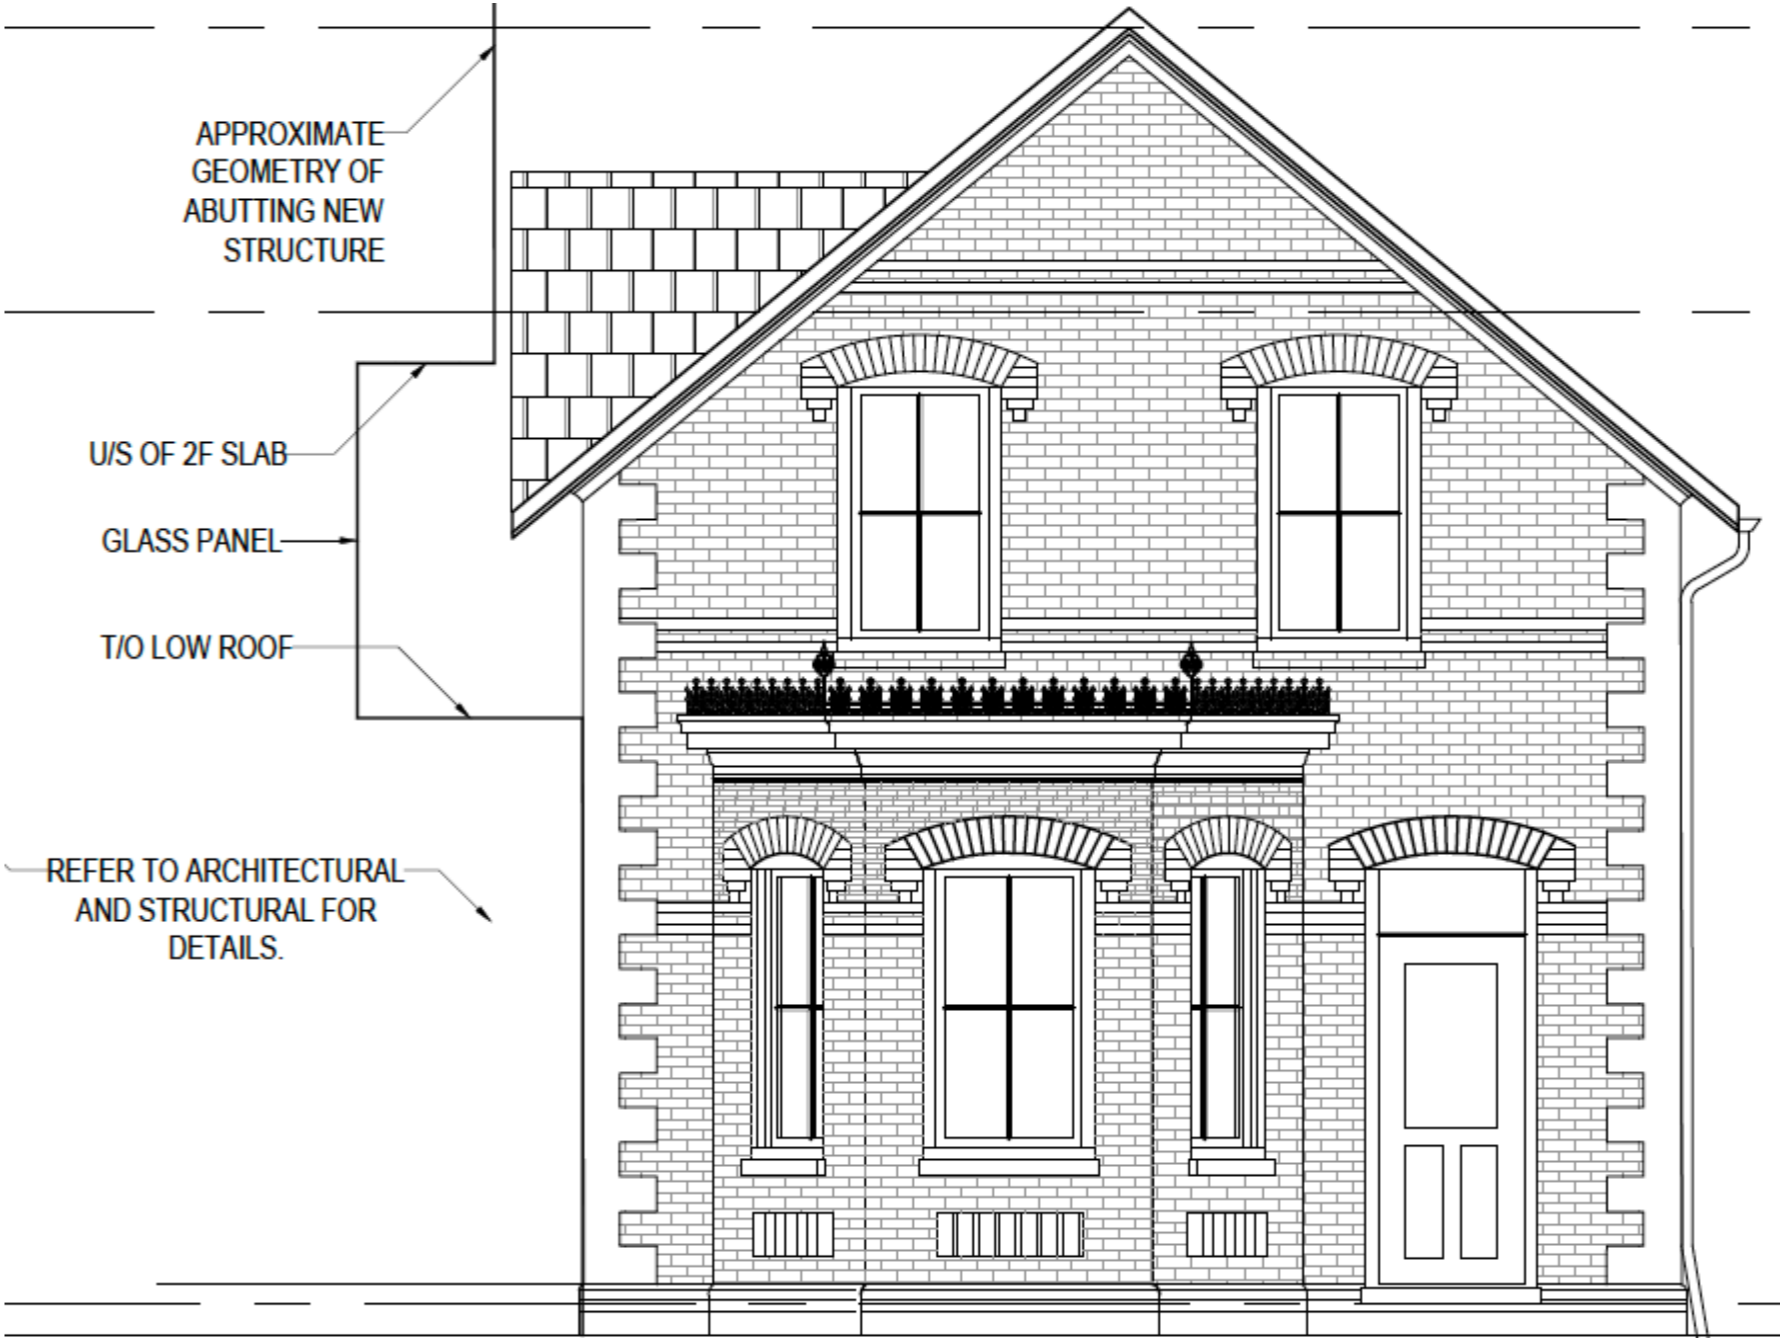 APPROXIMATE
GEOMETRY OF
ABUTTING NEW
STRUCTURE
U/S OF 2F SLAB
GLASS PANEL
T/O LOW ROOF
REFER TO ARCHITECTURAL
AND STRUCTURAL FOR
DETAILS.